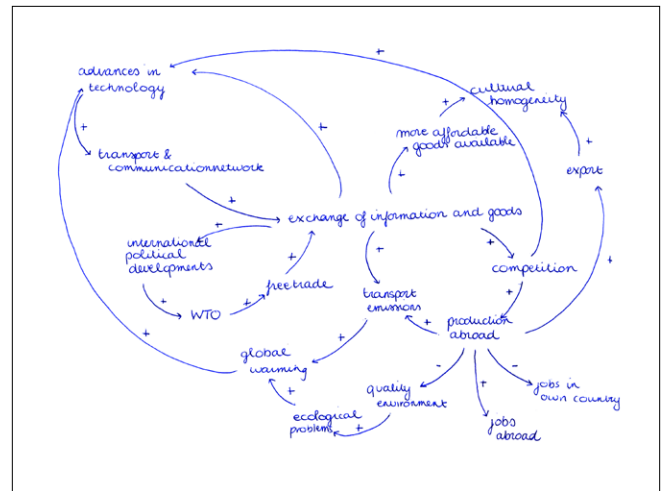 advances in
technology
+
cultural
homogeneity
+
+
more affordable
goods available
+
transport &
communicationnetwork
+
export
+
+
+
exchange of information and goods
+
international
political
developments
+
+
+
+
competition
freetrade
transport
emissions
+
+
+
WTO
+
production
abroad
+
+
global
warming
-
+
-
quality
environment
jobs in
own country
+
ecological
problems
+
jobs
abroad